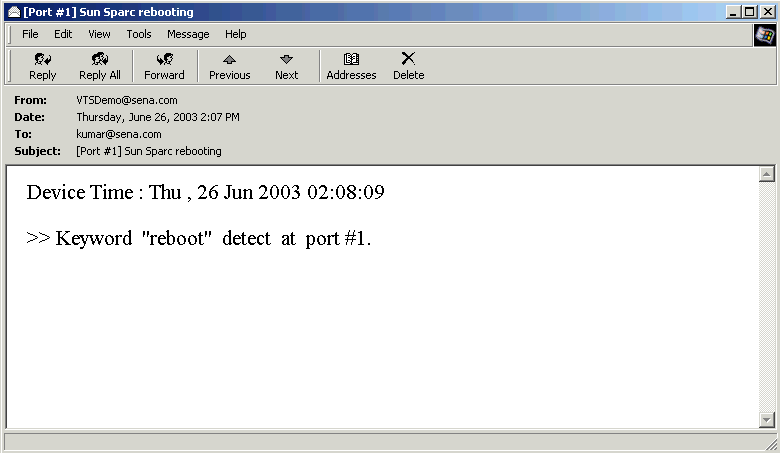 [Port #1] Sun Sparc rebooting
File Edit View Tools Message Help
Reply Reply All Forward Previous Next Addresses Delete
From: VTSDemo@sena.com
Date: Thursday, June 26, 2003 2:07 PM
To: kumar@sena.com
Subject: [Port #1] Sun Sparc rebooting
Device Time : Thu , 26 Jun 2003 02:08:09
>> Keyword "reboot" detect at port #1.